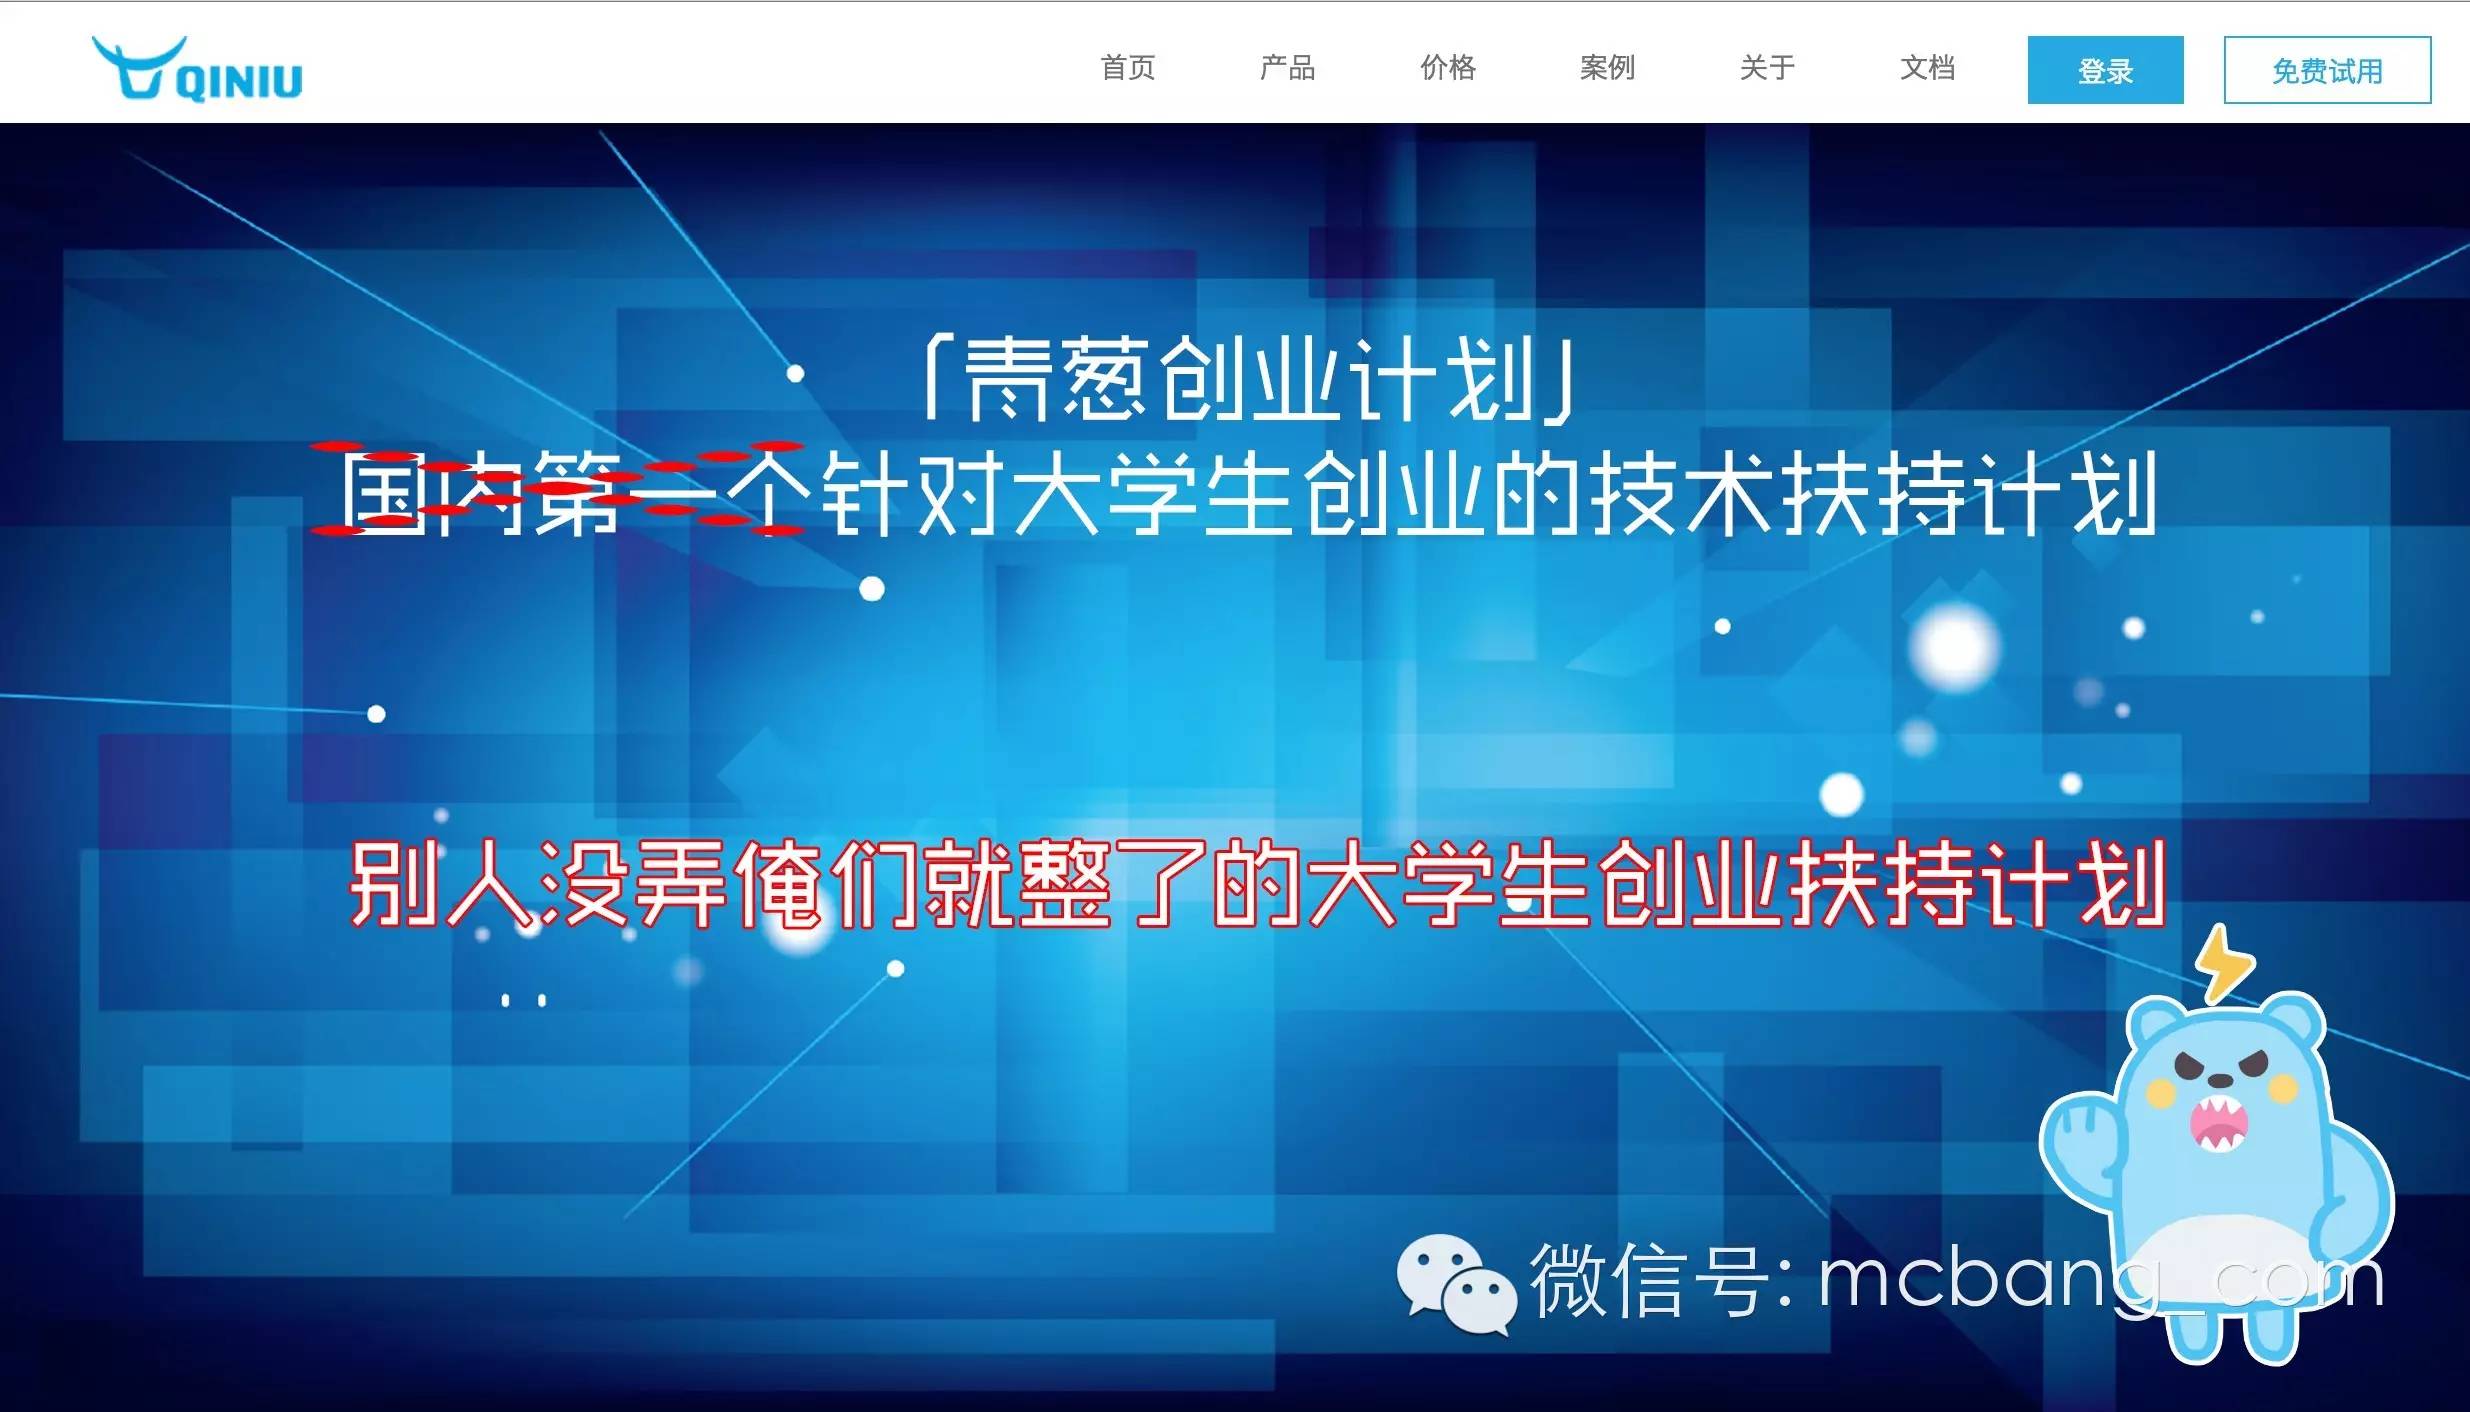 QINIU
首页 产品 价格 案例 关于 文档 登录 免费试用
「青葱创业计划」
国内第一个针对大学生创业的技术扶持计划
别人没弄俺们就整了的大学生创业扶持计划
微信号: mcbang_com